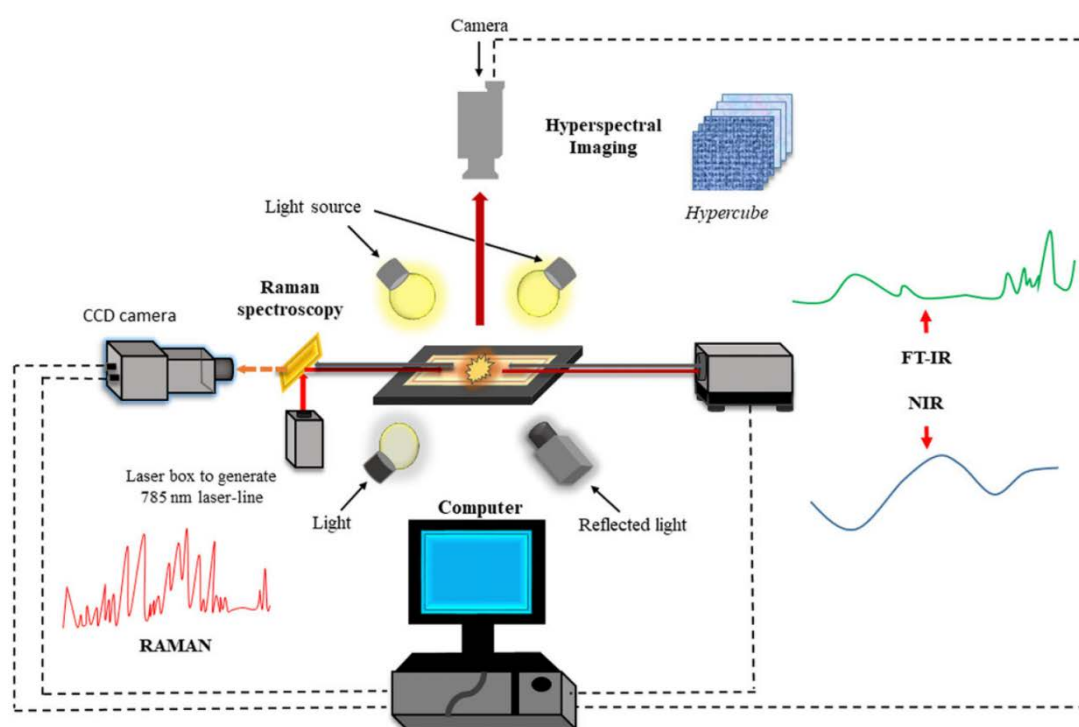 Camera
Hyperspectral
Imaging
Hypercube
Light source
Raman
spectroscopy
CCD camera
FT-IR
NIR
Laser box to generate
785 nm laser-line
Light
Computer
Reflected light
RAMAN